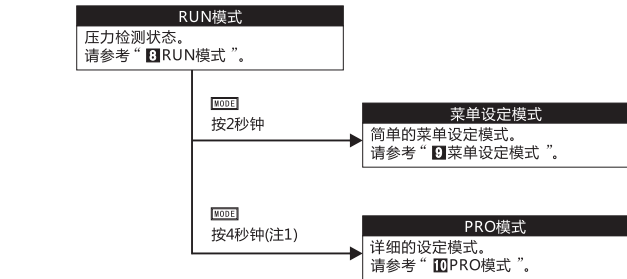 RUN模式
压力检测状态。
请参考“ 8RUN模式 ”。
MODE
按2秒钟
菜单设定模式
简单的菜单设定模式。
请参考“ 9菜单设定模式 ”。
MODE
按4秒钟(注1)
PRO模式
详细的设定模式。
请参考“ 10PRO模式 ”。